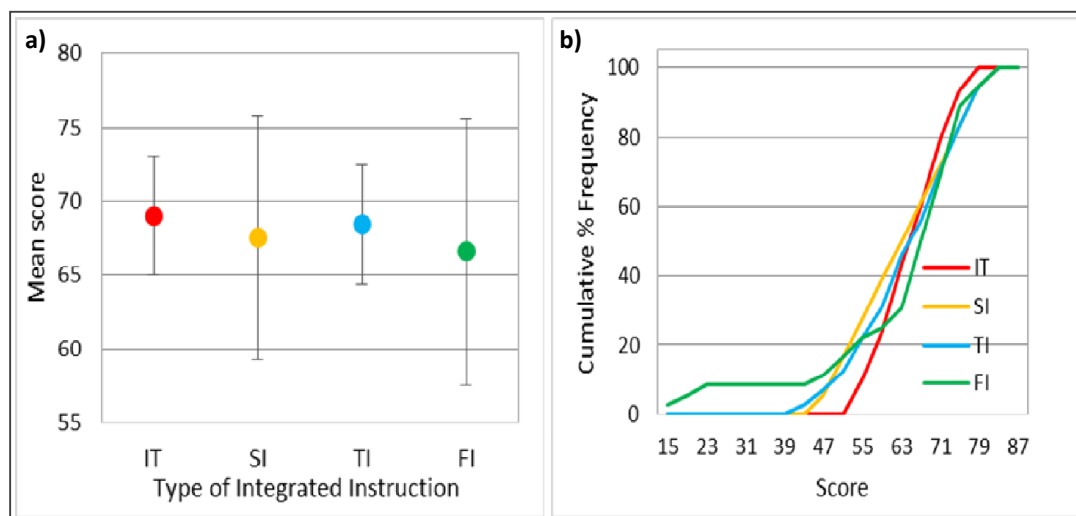 a)
80
75
70
65
60
55
Mean score
IT SI TI FI
Type of Integrated Instruction
b)
100
80
60
40
20
0
Cumulative % Frequency
IT
SI
TI
FI
15 23 31 39 47 55 63 71 79 87
Score